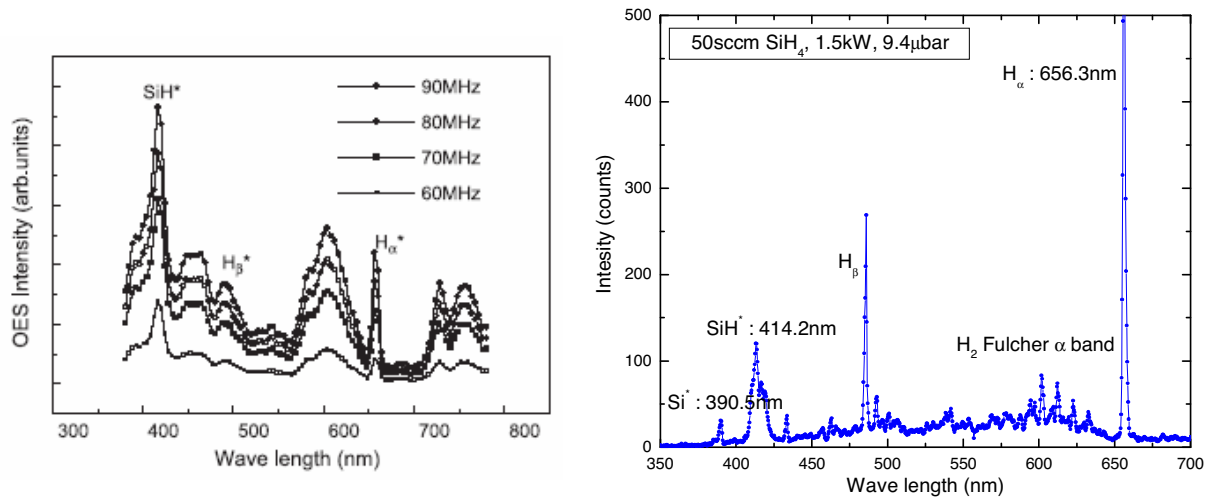 SiH*
90MHz
80MHz
70MHz
60MHz
Hβ*
Hα*
OES Intensity (arb.units)
300 400 500 600 700 800
Wave length (nm)
50sccm SiH4, 1.5kW, 9.4μbar
Hα : 656.3nm
Hβ
SiH* : 414.2nm
H2 Fulcher α band
Si* : 390.5nm
Intesity (counts)
500
400
300
200
100
0
350 400 450 500 550 600 650 700
Wave length (nm)